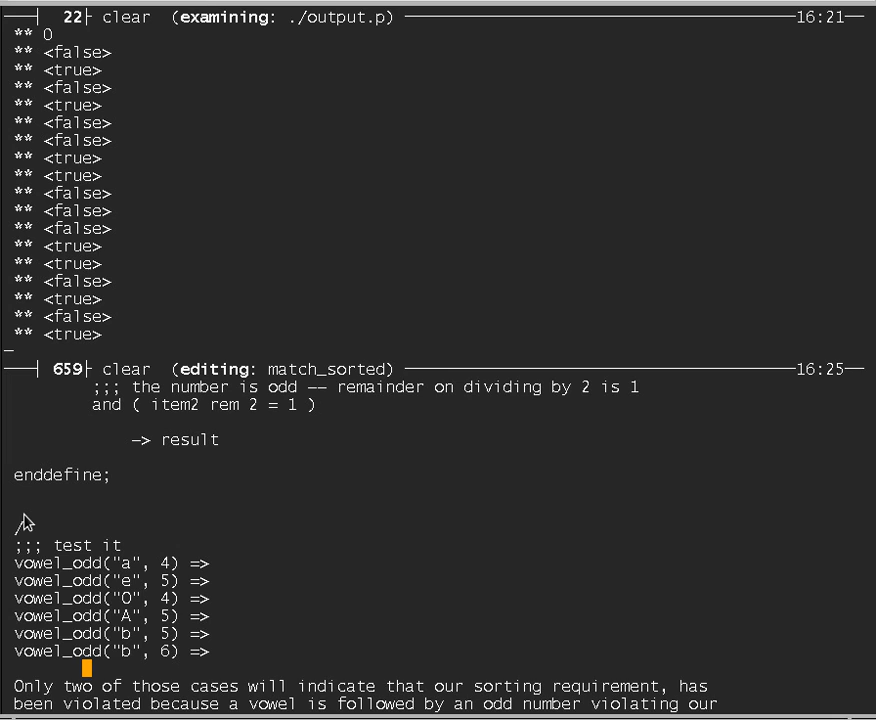 22 clear (examining: ./output.p) 16:21
** 0
** <false>
** <true>
** <false>
** <true>
** <false>
** <false>
** <true>
** <true>
** <false>
** <false>
** <false>
** <true>
** <true>
** <false>
** <true>
** <false>
** <true>
659 clear (editing: match_sorted) 16:25
;;; the number is odd -- remainder on dividing by 2 is 1
and ( item2 rem 2 = 1 )
-> result
enddefine;
;;; test it
vowel_odd("a", 4) =>
vowel_odd("e", 5) =>
vowel_odd("O", 4) =>
vowel_odd("A", 5) =>
vowel_odd("b", 5) =>
vowel_odd("b", 6) =>
Only two of those cases will indicate that our sorting requirement, has
been violated because a vowel is followed by an odd number violating our